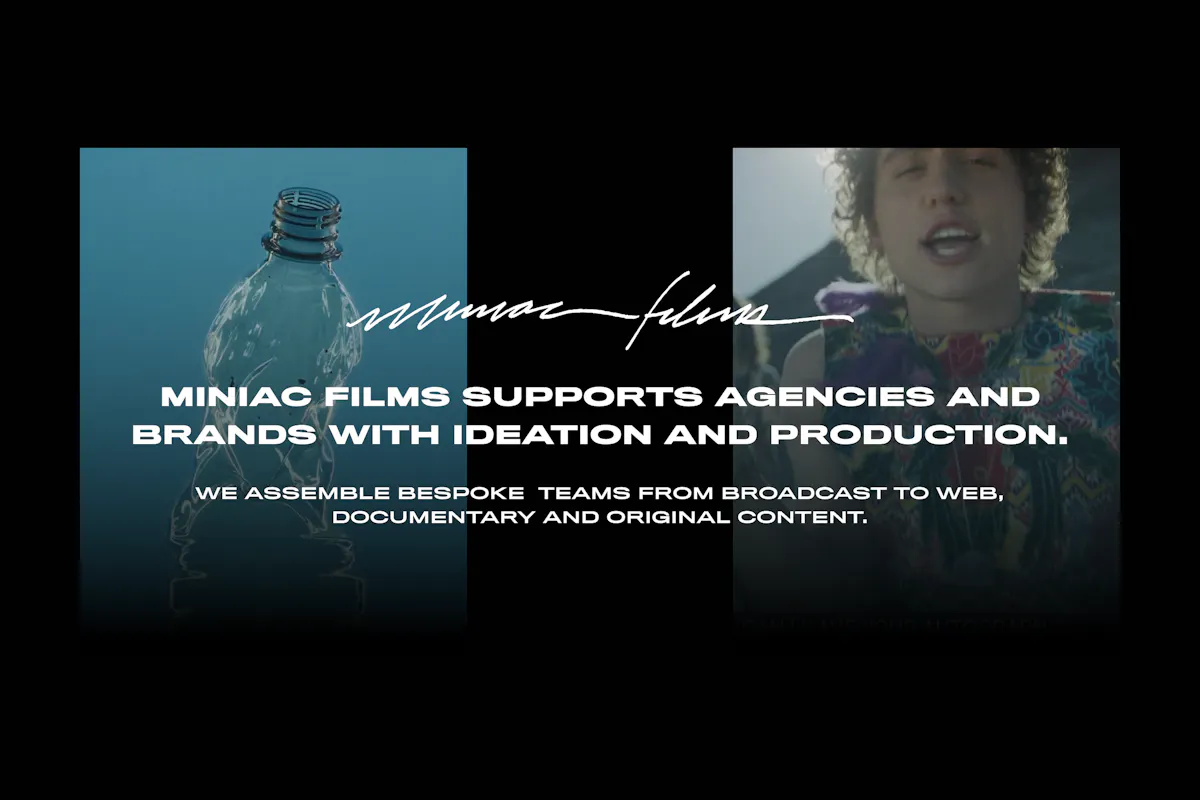 miniac films
MINIAC FILMS SUPPORTS AGENCIES AND
BRANDS WITH IDEATION AND PRODUCTION.
WE ASSEMBLE BESPOKE  TEAMS FROM BROADCAST TO WEB,
DOCUMENTARY AND ORIGINAL CONTENT.